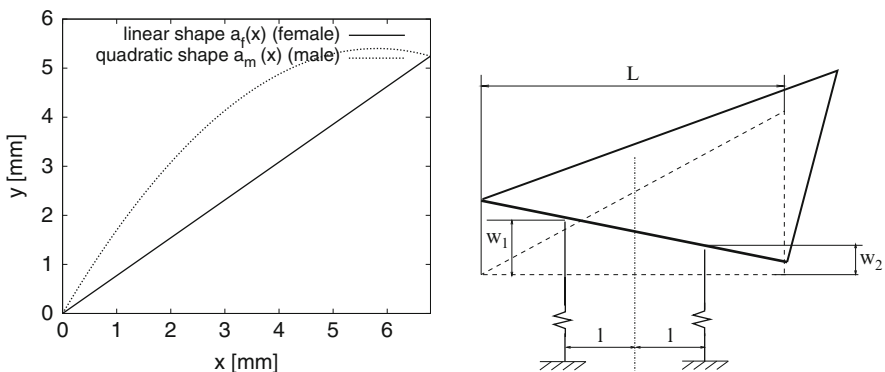 6
5
4
3
2
1
0
0 1 2 3 4 5 6
y [mm]
x [mm]
linear shape a_f(x) (female)
quadratic shape a_m (x) (male)
L
w_1
w_2
l l